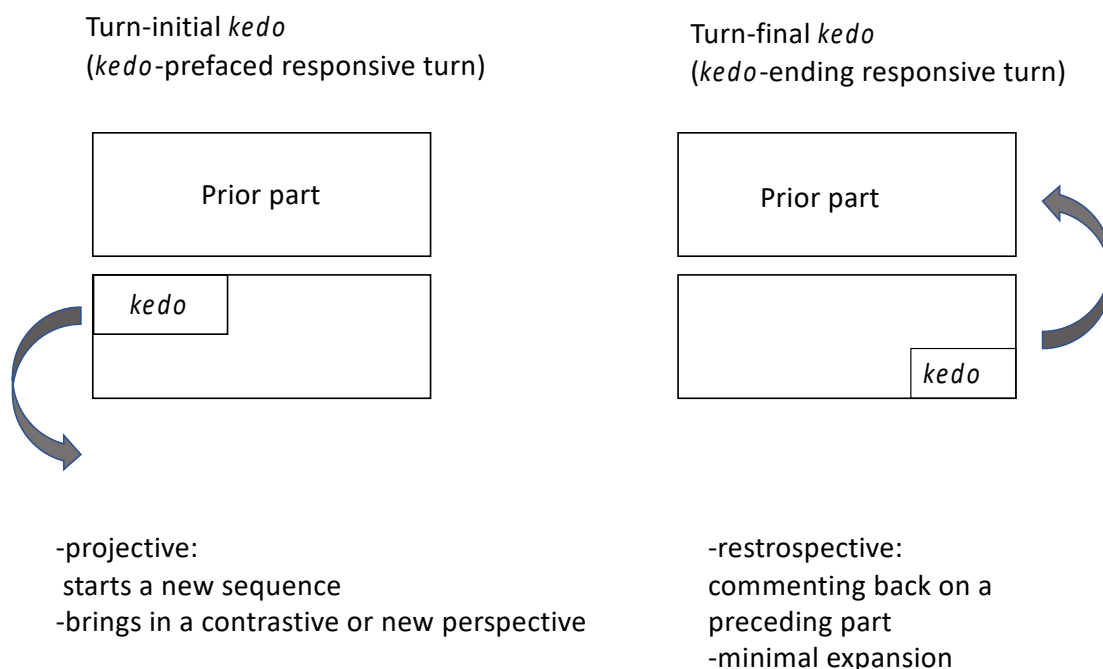 Turn-initial kedo
(kedo-prefaced responsive turn)
Prior part
kedo
-projective:
starts a new sequence
-brings in a contrastive or new perspective
Turn-final kedo
(kedo-ending responsive turn)
Prior part
kedo
-restrospective:
commenting back on a
preceding part
-minimal expansion